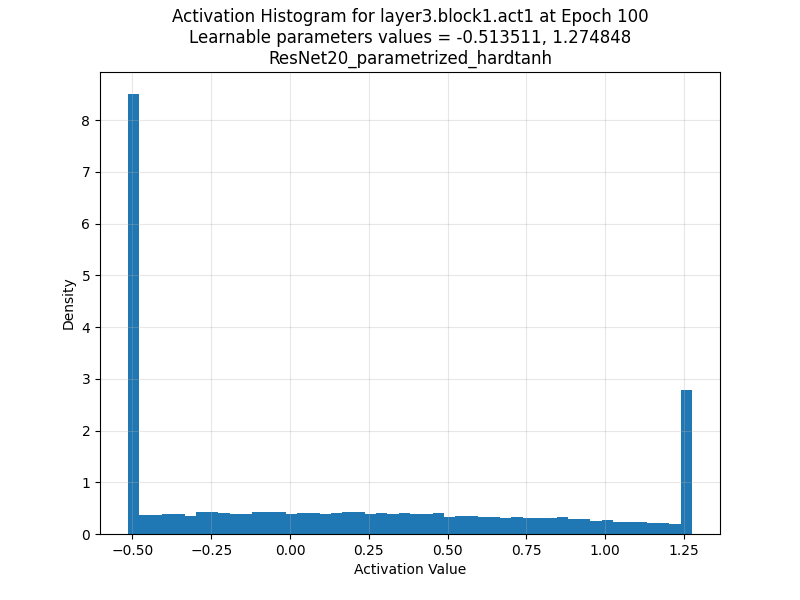 Activation Histogram for layer3.block1.act1 at Epoch 100
Learnable parameters values = -0.513511, 1.274848
ResNet20_parametrized_hardtanh
8
7
6
5
4
3
2
1
0
Density
−0.50 −0.25 0.00 0.25 0.50 0.75 1.00 1.25
Activation Value